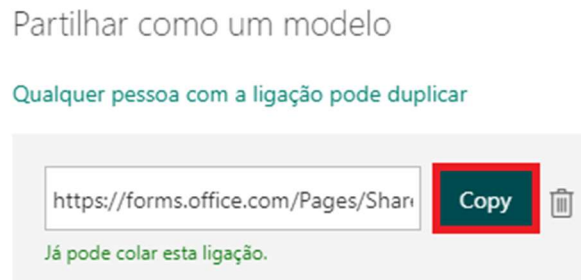 Partilhar como um modelo
Qualquer pessoa com a ligação pode duplicar
https://forms.office.com/Pages/Shar
Copy
Já pode colar esta ligação.